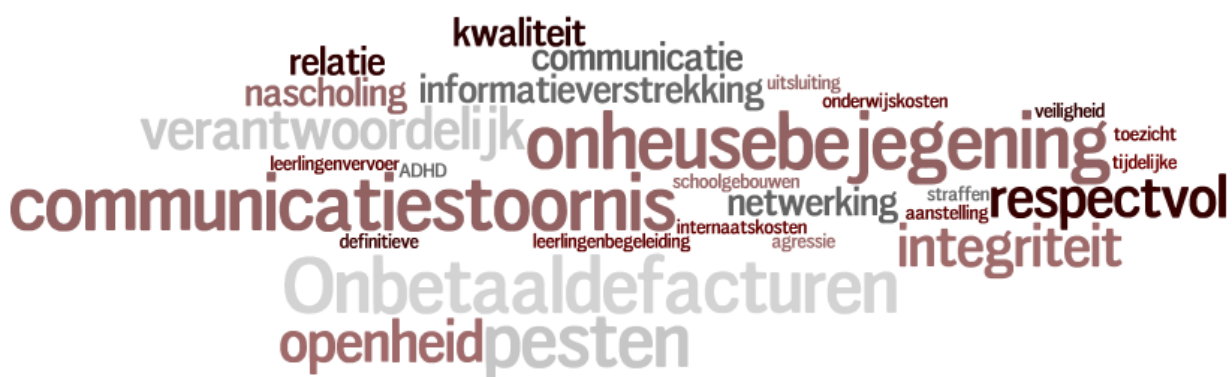 kwaliteit
relatie communicatie
nascholing informatieverstrekking uitsluiting
onderwijskosten
verantwoordelijk onheusebejegening veiligheid
toezicht
leerlingenvervoer ADHD tijdelijke
communicatiestoornis schoolgebouwen
netwerking straffen respectvol
aanstelling
internaatskosten
definitieve leerlingenbegeleiding agressie integriteit
Onbetaaldefacturen
openheid pesten